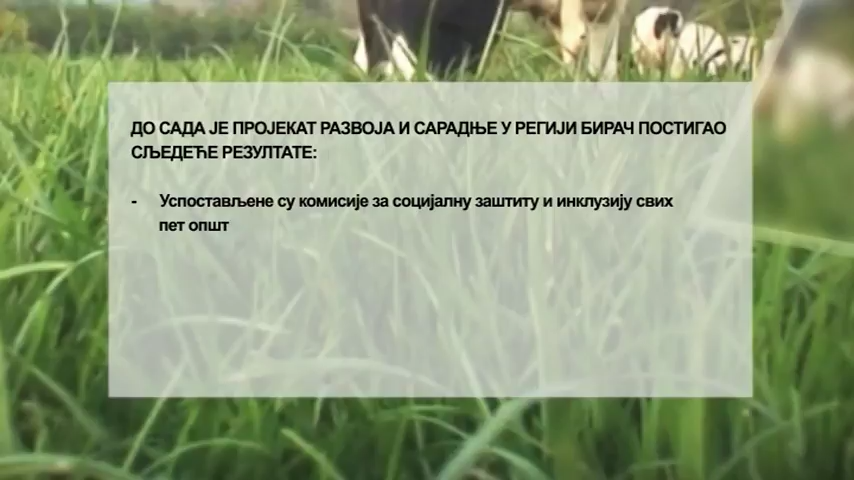 ДО САДА ЈЕ ПРОЈЕКАТ РАЗВОЈА И САРАДЊЕ У РЕГИЈИ БИРАЧ ПОСТИГАО
СЉЕДЕЋЕ РЕЗУЛТАТЕ:
- Успостављене су комисије за социјалну заштиту и инклузију свих
пет општ